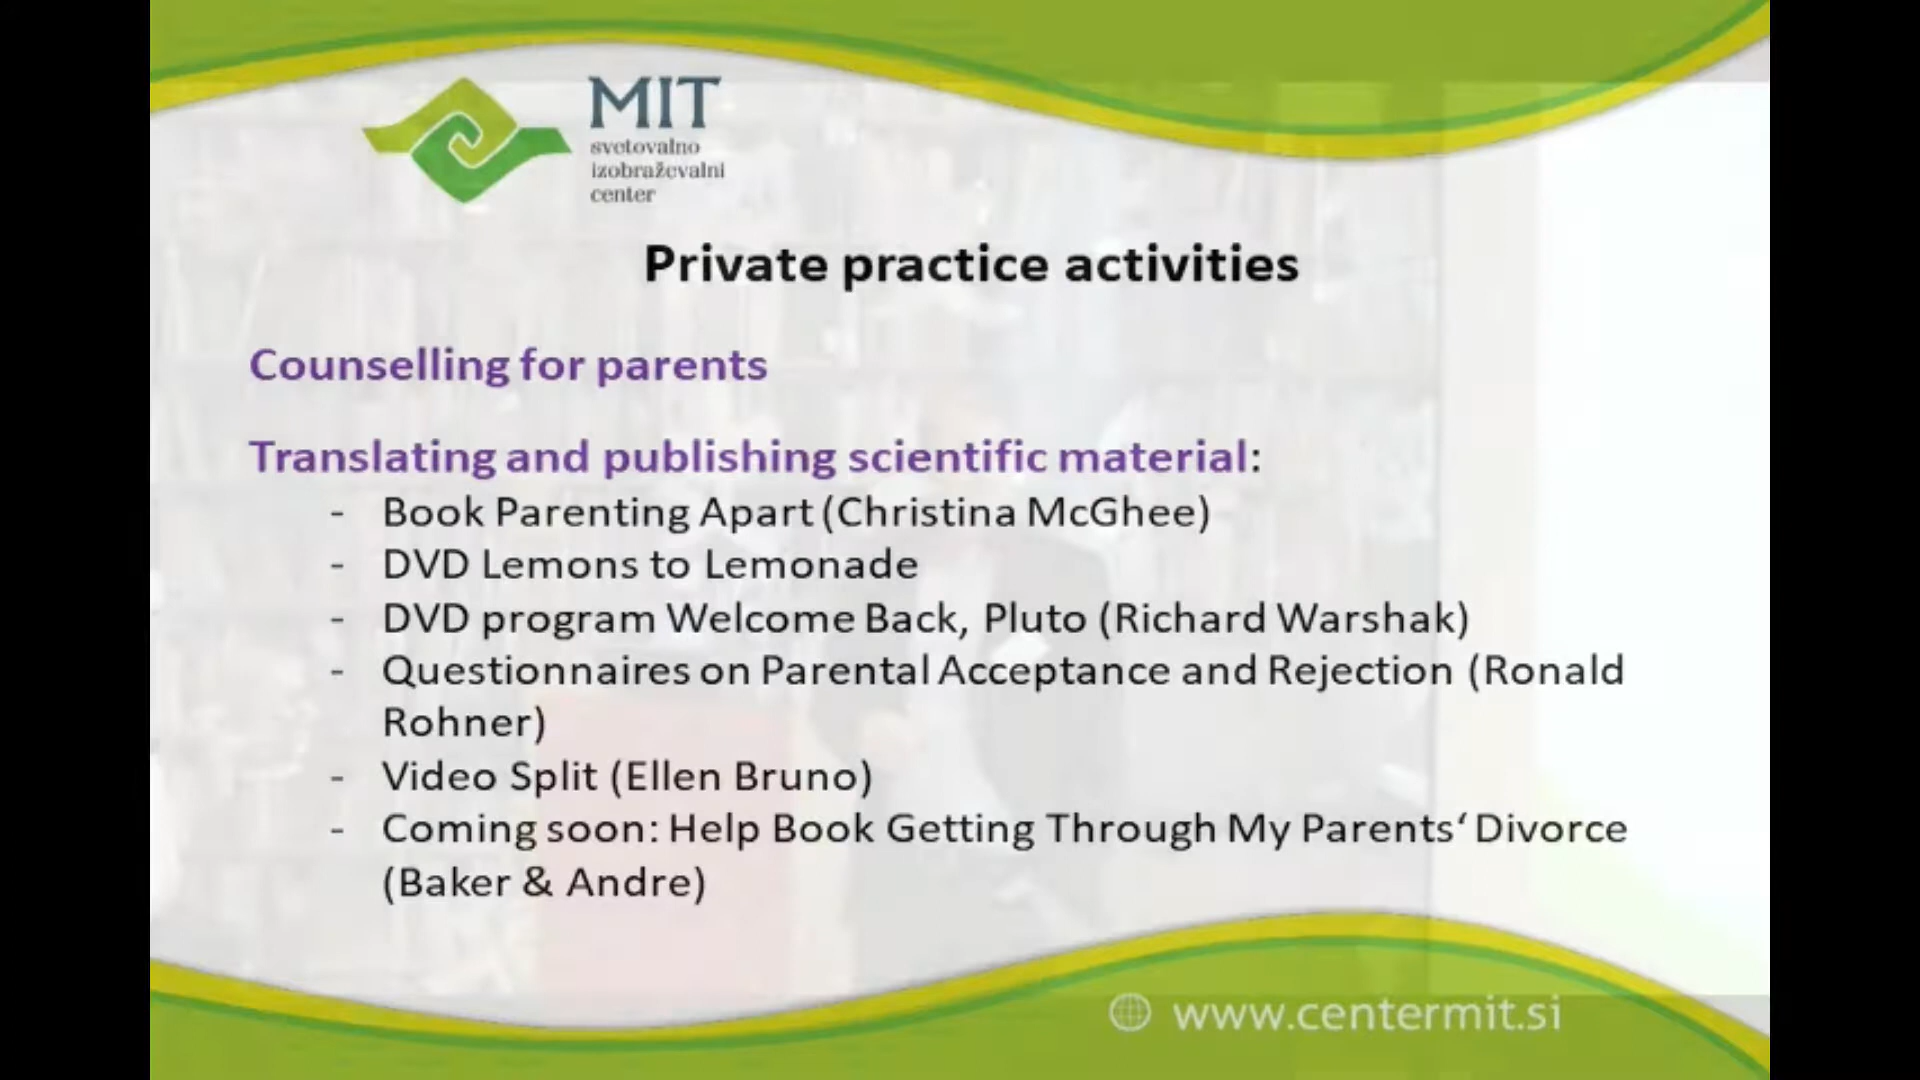 MIT
svetovalno
izobraževalni
center
Private practice activities
Counselling for parents
Translating and publishing scientific material:
- Book Parenting Apart (Christina McGhee)
- DVD Lemons to Lemonade
- DVD program Welcome Back, Pluto (Richard Warshak)
- Questionnaires on Parental Acceptance and Rejection (Ronald
Rohner)
- Video Split (Ellen Bruno)
- Coming soon: Help Book Getting Through My Parents‘ Divorce
(Baker & Andre)
www.centermit.si